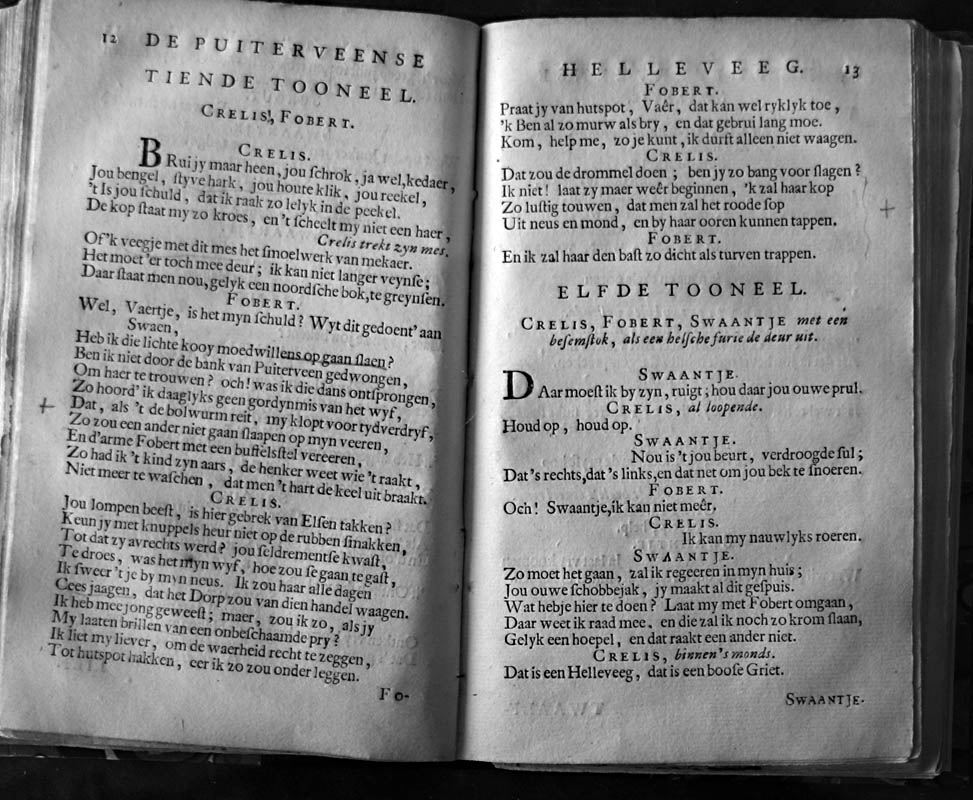 12 DE PUITERVEENSE
TIENDE TOONEEL.
CRELIS, FOBERT.
CRELIS.
BRui jy maar heen, jou schrok, ja wel, kedaer,
Jou bengel, styve hark, jou houte klik, jou reekel,
't Is jou schuld, dat ik raak zo lelyk in de peekel.
De kop staat my zo kroes, en 't scheelt my niet een haer,
Crelis trekt zyn mes.
Of 'k veegje met dit mes het smoelwerk van mekaer.
Het moet 'er toch mee deur; ik kan niet langer veynse;
Daar staat men nou, gelyk een noordsche bok, te greynsen.
FOBERT.
Wel, Vaertje, is het myn schuld? Wyt dit gedoent' aan
Swaen,
Heb ik die lichte kooy moedwillens op gaan slaen?
Ben ik niet door de bank van Puiterveen gedwongen,
Om haer te trouwen? och! was ik die dans ontsprongen,
Zo hoord' ik daaglyks geen gordynmis van het wyf,
Dat, als 't de bolwurm reit, my klopt voor tydverdryf,
Zo zou een ander niet gaan slaapen op myn veeren,
En d'arme Fobert met een buffelstel vereeren,
Zo had ik 't kind zyn aars, de henker weet wie 't raakt,
Niet meer te waschen, dat men 't hart de keel uit braakt.
CRELIS.
Jou lompen beest, is hier gebrek van Elsen takken?
Keun jy met knuppels heur niet op de rubben smakken,
Tot dat zy avrechts werd? jou seldrementse kwast,
Te droes, was het myn wyf, hoe zou se gaan te gast,
Ik sweer 't je by myn neus. Ik zou haar alle dagen
Cees jaagen, dat het Dorp zou van dien handel waagen.
Ik heb mee jong geweest; maer, zou ik zo, als jy
My laaten brillen van een onbeschaamde pry?
Ik liet my liever, om de waerheid recht te zeggen,
Tot hutspot hakken, eer ik zo zou onder leggen.
FO-
HELLEVEEG. 13
FOBERT.
Praat jy van hutspot, Vaêr, dat kan wel ryklyk toe,
'k Ben al zo murw als bry, en dat gebrui lang moe.
Kom, help me, zo je kunt, ik durft alleen niet waagen.
CRELIS.
Dat zou de drommel doen; ben jy zo bang voor slagen?
Ik niet! laat zy maer weêr beginnen, 'k zal haar kop
Zo lustig touwen, dat men zal het roode sop
Uit neus en mond, en by haar ooren kunnen tappen.
FOBERT.
En ik zal haar den bast zo dicht als turven trappen.
ELFDE TOONEEL.
CRELIS, FOBERT, SWAANTJE met een
besemstok, als een helsche furie de deur uit.
SWAANTJE.
DAar moest ik by zyn, ruigt; hou daar jou ouwe prul.
CRELIS, al loopende.
Houd op, houd op.
SWAANTJE.
Nou is 't jou beurt, verdroogde sul;
Dat's rechts, dat's links, en dat net om jou bek te snoeren.
FOBERT.
Och! Swaantje, ik kan niet meêr.
CRELIS.
Ik kan my nauwlyks roeren.
SWAANTJE.
Zo moet het gaan, zal ik regeeren in myn huis;
Jou ouwe schobbejak, jy maakt al dit gespuis.
Wat hebje hier te doen? Laat my met Fobert omgaan,
Daar weet ik raad mee, en die zal ik noch zo krom slaan,
Gelyk een hoepel, en dat raakt een ander niet.
CRELIS, binnen's monds.
Dat is een Helleveeg, dat is een boose Griet.
SWAANTJE.